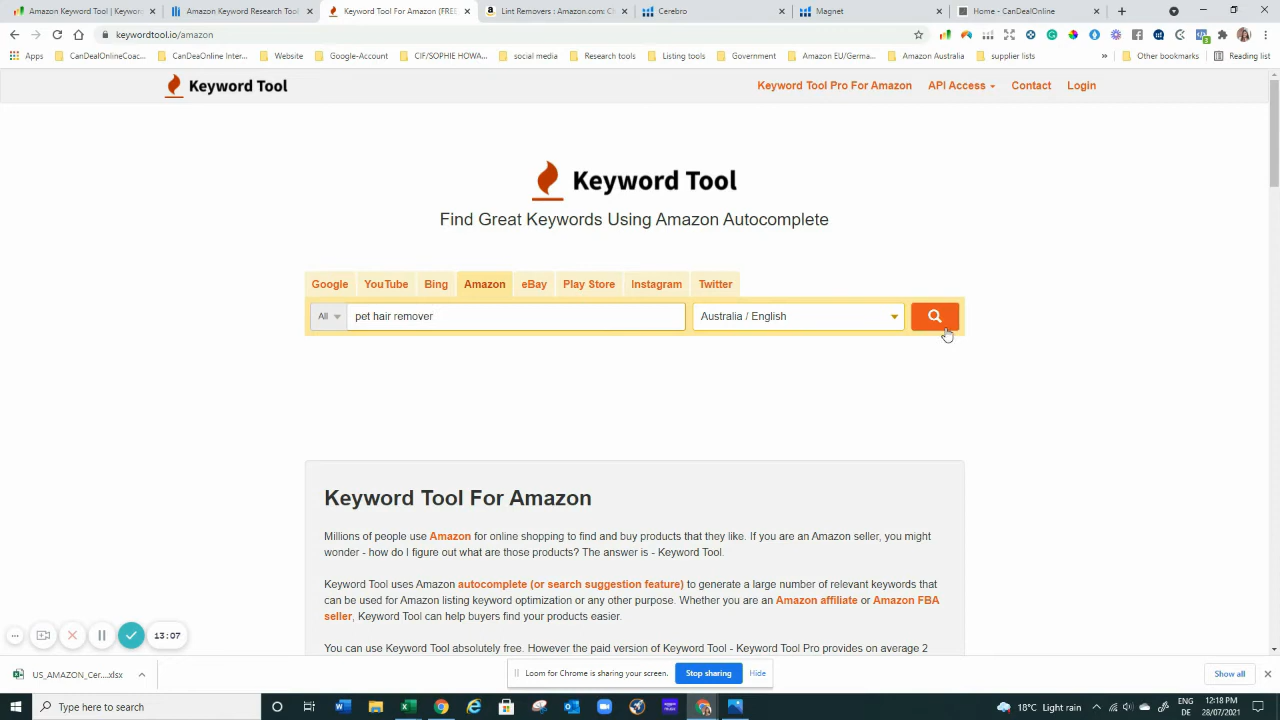 Amazon Keyword Tool | Keyword
Amazon Keyword Research Tool
Keyword Tool For Amazon (FREE)
Lint Removers : Amazon.com: C
Cerebro
Magnet
Home - CanDealOnline
keywordtool.io/amazon
Apps
CanDealOnlineCoac...
CanDealOnline Inter...
Website
Google-Account
CIF/SOPHIE HOWA...
social media
Research tools
Listing tools
Government
Amazon EU/Germa...
Amazon Australia
supplier lists
»
Other bookmarks
Reading list
Keyword Tool
Keyword Tool Pro For Amazon
API Access
Contact
Login
Keyword Tool
Find Great Keywords Using Amazon Autocomplete
Google
YouTube
Bing
Amazon
eBay
Play Store
Instagram
Twitter
All
pet hair remover
Australia / English
Keyword Tool For Amazon
Millions of people use Amazon for online shopping to find and buy products that they like. If you are an Amazon seller, you might
wonder - how do I figure out what are those products? The answer is - Keyword Tool.
Keyword Tool uses Amazon autocomplete (or search suggestion feature) to generate a large number of relevant keywords that
can be used for Amazon listing keyword optimization or any other purpose. Whether you are an Amazon affiliate or Amazon FBA
seller, Keyword Tool can help buyers find your products easier.
You can use Keyword Tool absolutely free. However the paid version of Keyword Tool - Keyword Tool Pro provides on average 2
13:07
US_AMAZON_Cer....xlsx
Loom for Chrome is sharing your screen.
Stop sharing
Hide
Show all
Type here to search
18°C Light rain
ENG
DE
12:18 PM
28/07/2021